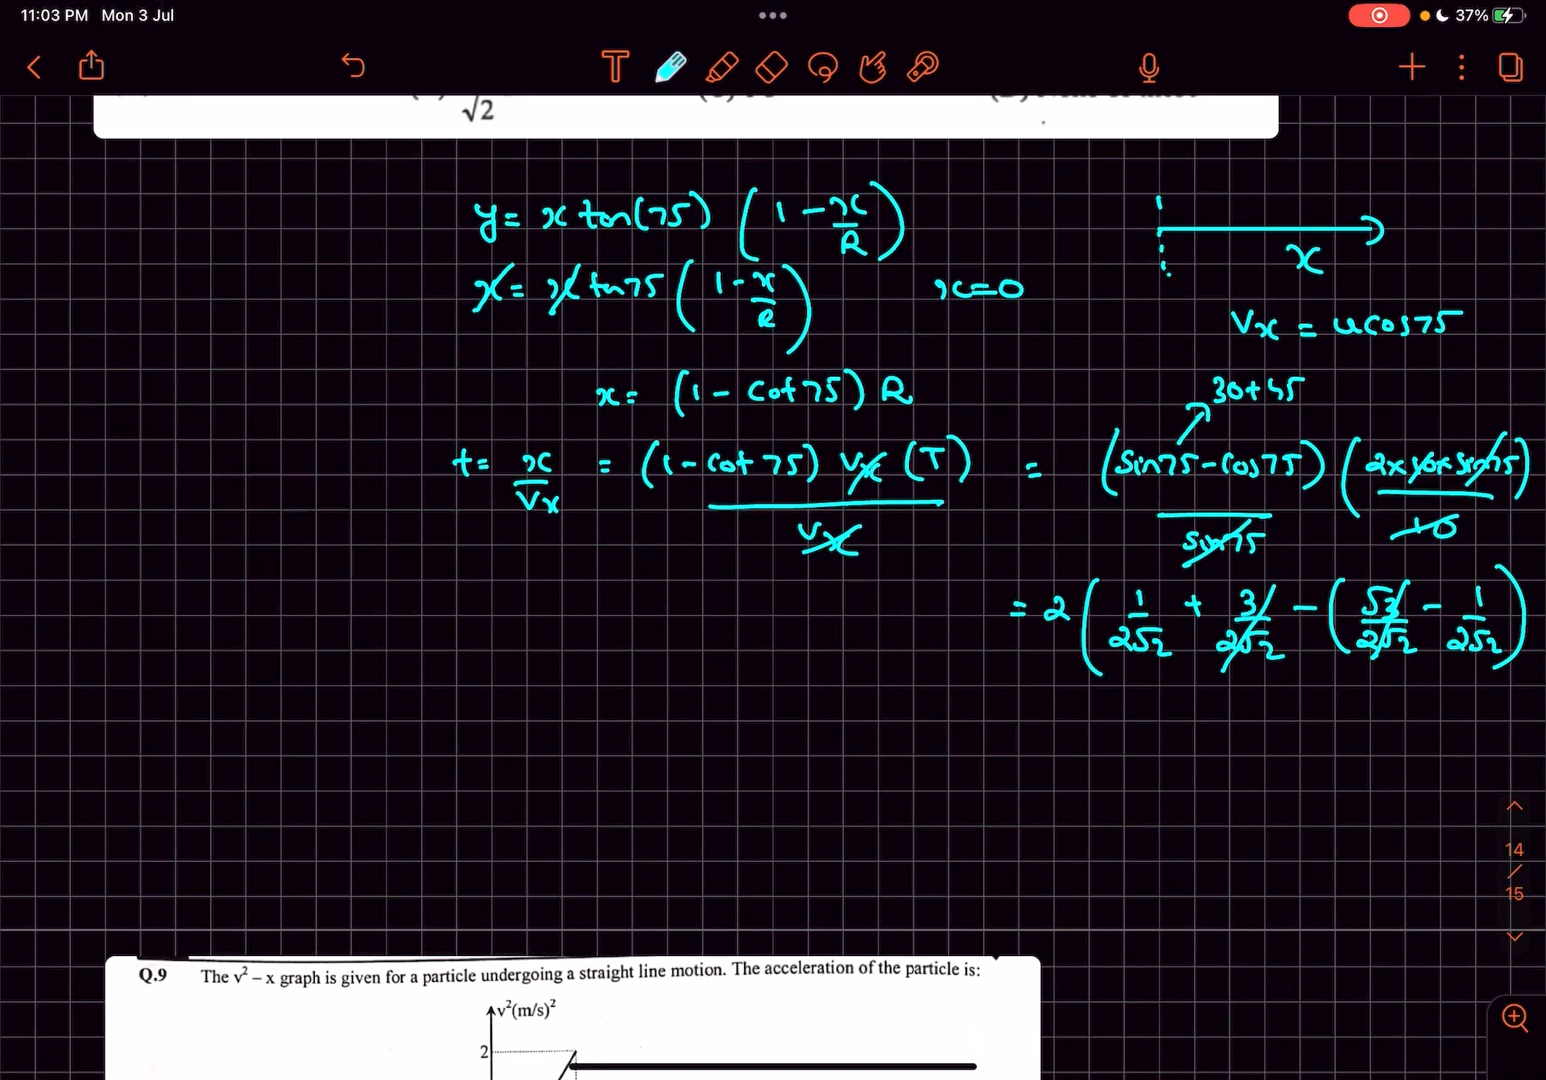 11:03 PM Mon 3 Jul
37%
√2
y = x tan(75) (1 - x/R)
x = x tan75 (1 - x/R) x=0
x
Vx = ucos75
x = (1 - cot75) R
30+45
t = x/Vx = (1 - cot75) Vx (T) / Vx = (sin75 - cos75)/sin75 (2x10xsin75 / 10)
= 2 (1/2√2 + √3/2√2 - (√3/2√2 - 1/2√2)
14
/
15
Q.9 The v² – x graph is given for a particle undergoing a straight line motion. The acceleration of the particle is:
v²(m/s)²
2